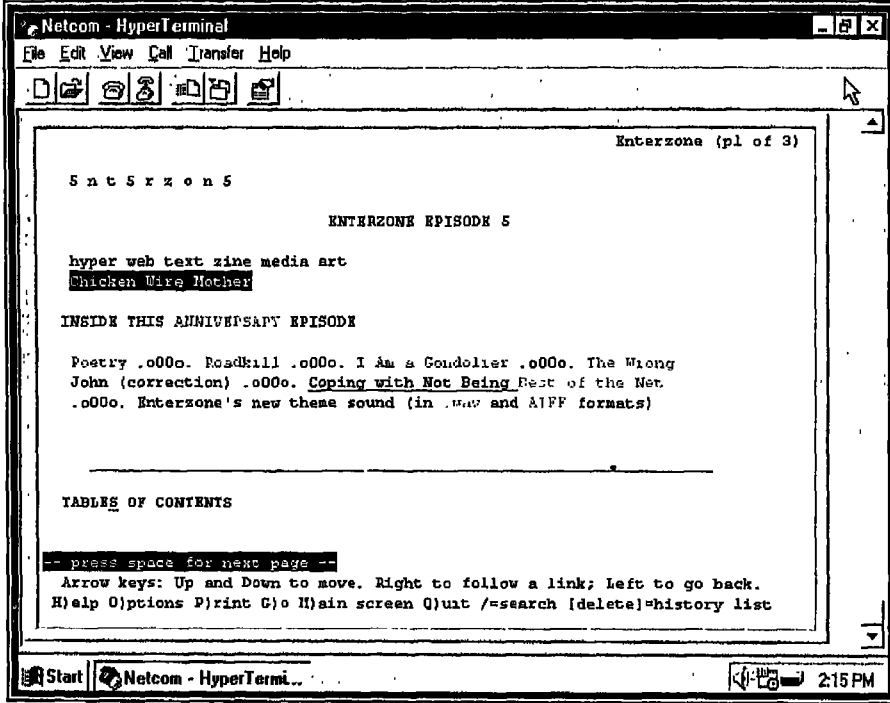 Netcom - HyperTerminal
File Edit View Call Transfer Help
Enterzone (p1 of 3)
5 n t 5 r z o n 5
ENTERZONE EPISODE 5
hyper web text zine media art
Chicken Wire Mother
INSIDE THIS ANNIVERSARY EPISODE
Poetry .o00o. Roadkill .o00o. I Am a Gondolier .o00o. The Wrong
John (correction) .o00o. Coping with Not Being Best of the Net
.o00o. Enterzone's new theme sound (in .wav and AIFF formats)
TABLES OF CONTENTS
-- press space for next page --
Arrow keys: Up and Down to move. Right to follow a link; Left to go back.
H)elp O)ptions P)rint G)o M)ain screen Q)uit /=search [delete]=history list
Start Netcom - HyperTermi... 2:15 PM